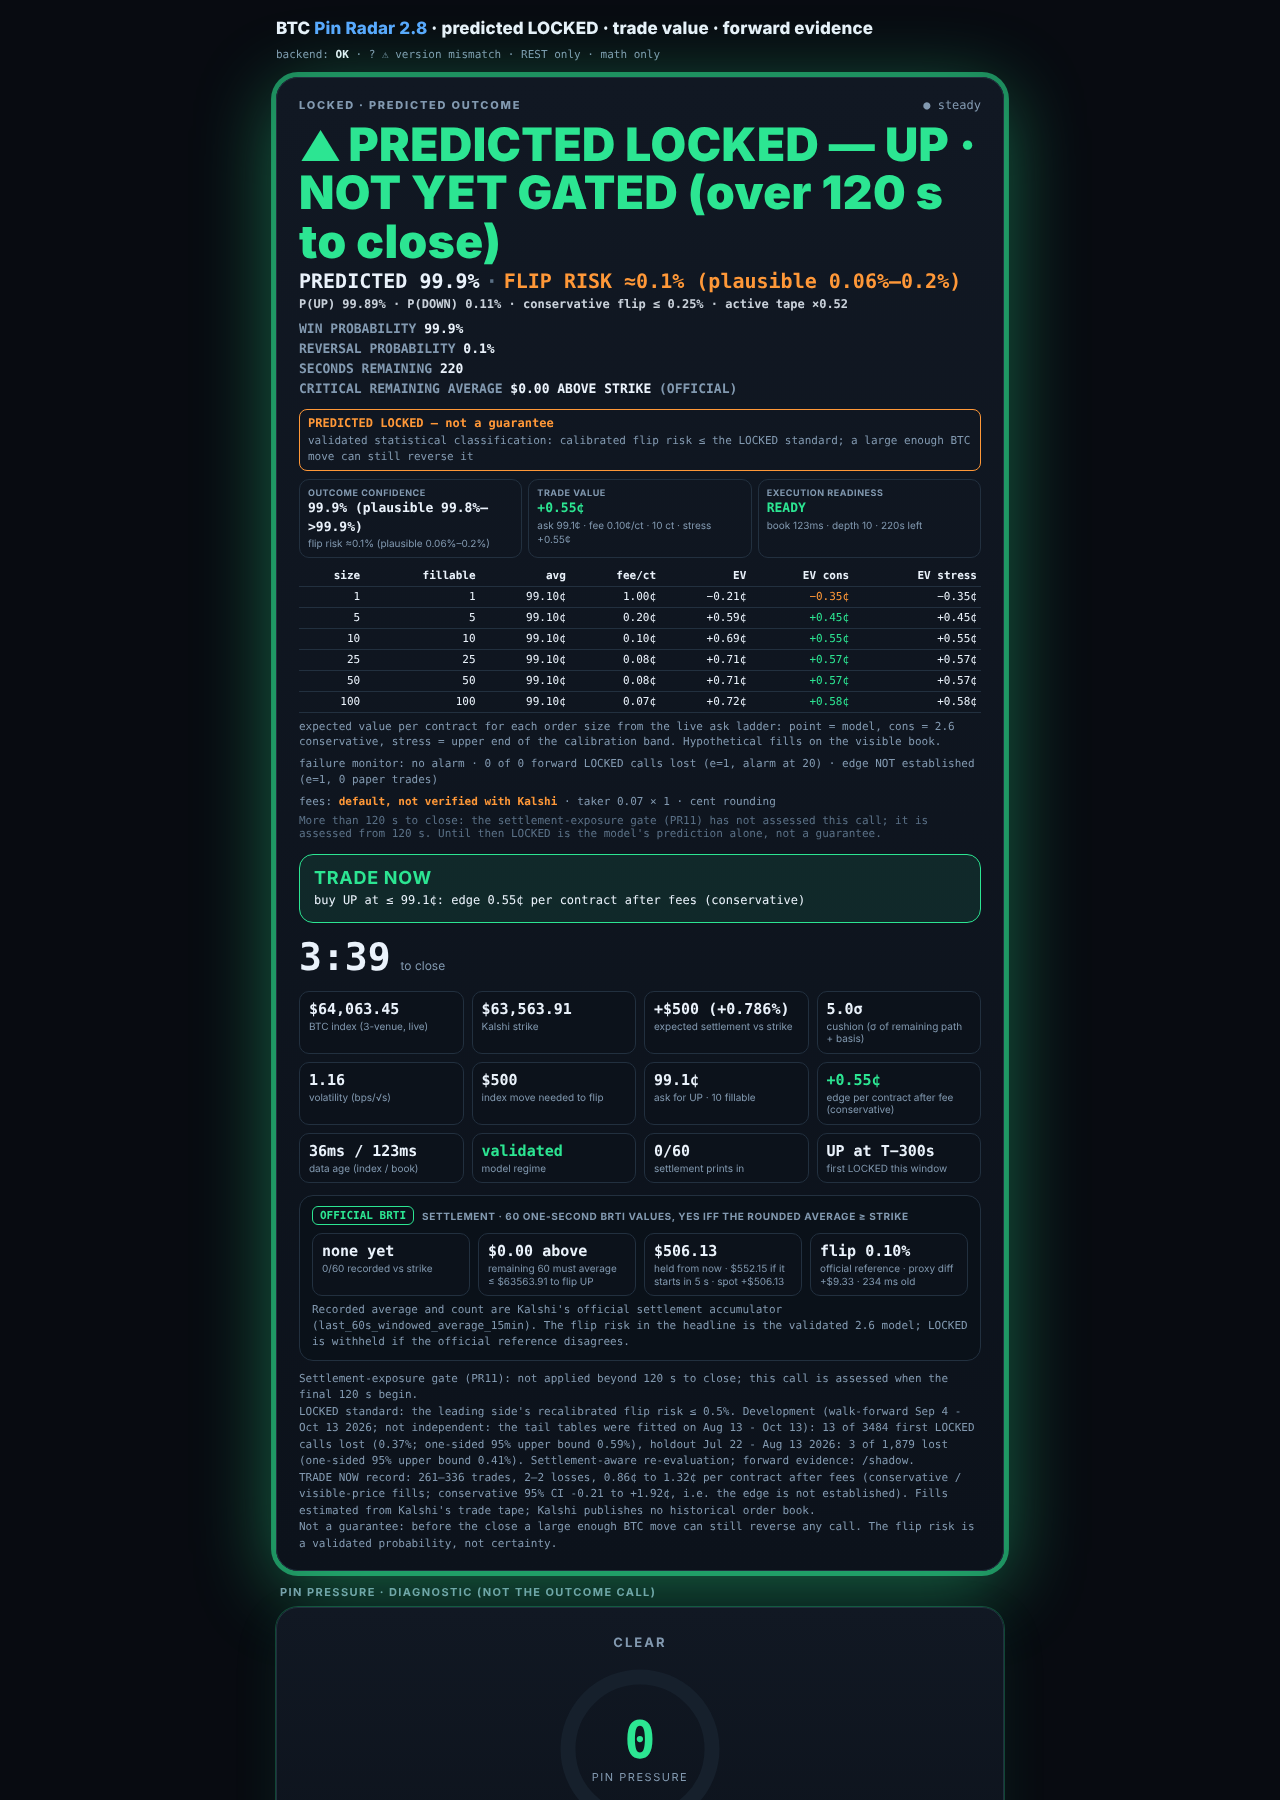 BTC Pin Radar 2.8 · predicted LOCKED · trade value · forward evidence
backend: OK · ? ⚠ version mismatch · REST only · math only
LOCKED · PREDICTED OUTCOME
● steady
▲ PREDICTED LOCKED — UP ·
NOT YET GATED (over 120 s
to close)
PREDICTED 99.9% · FLIP RISK ≈0.1% (plausible 0.06%–0.2%)
P(UP) 99.89% · P(DOWN) 0.11% · conservative flip ≤ 0.25% · active tape ×0.52
WIN PROBABILITY 99.9%
REVERSAL PROBABILITY 0.1%
SECONDS REMAINING 220
CRITICAL REMAINING AVERAGE $0.00 ABOVE STRIKE (OFFICIAL)
PREDICTED LOCKED — not a guarantee
validated statistical classification: calibrated flip risk ≤ the LOCKED standard; a large enough BTC
move can still reverse it
OUTCOME CONFIDENCE
99.9% (plausible 99.8%–
>99.9%)
flip risk ≈0.1% (plausible 0.06%–0.2%)
TRADE VALUE
+0.55¢
ask 99.1¢ · fee 0.10¢/ct · 10 ct · stress
+0.55¢
EXECUTION READINESS
READY
book 123ms · depth 10 · 220s left
size fillable avg fee/ct EV EV cons EV stress
1 1 99.10¢ 1.00¢ −0.21¢ −0.35¢ −0.35¢
5 5 99.10¢ 0.20¢ +0.59¢ +0.45¢ +0.45¢
10 10 99.10¢ 0.10¢ +0.69¢ +0.55¢ +0.55¢
25 25 99.10¢ 0.08¢ +0.71¢ +0.57¢ +0.57¢
50 50 99.10¢ 0.08¢ +0.71¢ +0.57¢ +0.57¢
100 100 99.10¢ 0.07¢ +0.72¢ +0.58¢ +0.58¢
expected value per contract for each order size from the live ask ladder: point = model, cons = 2.6
conservative, stress = upper end of the calibration band. Hypothetical fills on the visible book.
failure monitor: no alarm · 0 of 0 forward LOCKED calls lost (e=1, alarm at 20) · edge NOT established
(e=1, 0 paper trades)
fees: default, not verified with Kalshi · taker 0.07 × 1 · cent rounding
More than 120 s to close: the settlement-exposure gate (PR11) has not assessed this call; it is
assessed from 120 s. Until then LOCKED is the model's prediction alone, not a guarantee.
TRADE NOW
buy UP at ≤ 99.1¢: edge 0.55¢ per contract after fees (conservative)
3:39 to close
$64,063.45
BTC index (3-venue, live)
$63,563.91
Kalshi strike
+$500 (+0.786%)
expected settlement vs strike
5.0σ
cushion (σ of remaining path
+ basis)
1.16
volatility (bps/√s)
$500
index move needed to flip
99.1¢
ask for UP · 10 fillable
+0.55¢
edge per contract after fee
(conservative)
36ms / 123ms
data age (index / book)
validated
model regime
0/60
settlement prints in
UP at T−300s
first LOCKED this window
OFFICIAL BRTI SETTLEMENT · 60 ONE-SECOND BRTI VALUES, YES IFF THE ROUNDED AVERAGE ≥ STRIKE
none yet
0/60 recorded vs strike
$0.00 above
remaining 60 must average
≤ $63563.91 to flip UP
$506.13
held from now · $552.15 if it
starts in 5 s · spot +$506.13
flip 0.10%
official reference · proxy diff
+$9.33 · 234 ms old
Recorded average and count are Kalshi's official settlement accumulator
(last_60s_windowed_average_15min). The flip risk in the headline is the validated 2.6 model; LOCKED
is withheld if the official reference disagrees.
Settlement-exposure gate (PR11): not applied beyond 120 s to close; this call is assessed when the
final 120 s begin.
LOCKED standard: the leading side's recalibrated flip risk ≤ 0.5%. Development (walk-forward Sep 4 -
Oct 13 2026; not independent: the tail tables were fitted on Aug 13 - Oct 13): 13 of 3484 first LOCKED
calls lost (0.37%; one-sided 95% upper bound 0.59%), holdout Jul 22 - Aug 13 2026: 3 of 1,879 lost
(one-sided 95% upper bound 0.41%). Settlement-aware re-evaluation; forward evidence: /shadow.
TRADE NOW record: 261–336 trades, 2–2 losses, 0.86¢ to 1.32¢ per contract after fees (conservative /
visible-price fills; conservative 95% CI -0.21 to +1.92¢, i.e. the edge is not established). Fills
estimated from Kalshi's trade tape; Kalshi publishes no historical order book.
Not a guarantee: before the close a large enough BTC move can still reverse any call. The flip risk is
a validated probability, not certainty.
PIN PRESSURE · DIAGNOSTIC (NOT THE OUTCOME CALL)
CLEAR
0
PIN PRESSURE